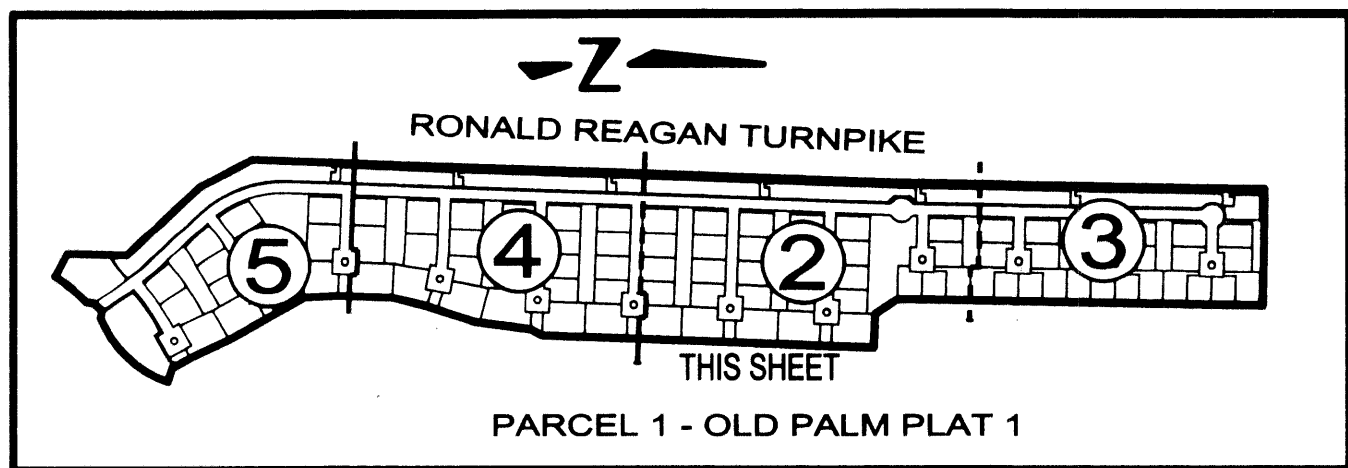 Z
RONALD REAGAN TURNPIKE
5
4
2
3
THIS SHEET
PARCEL 1 - OLD PALM PLAT 1